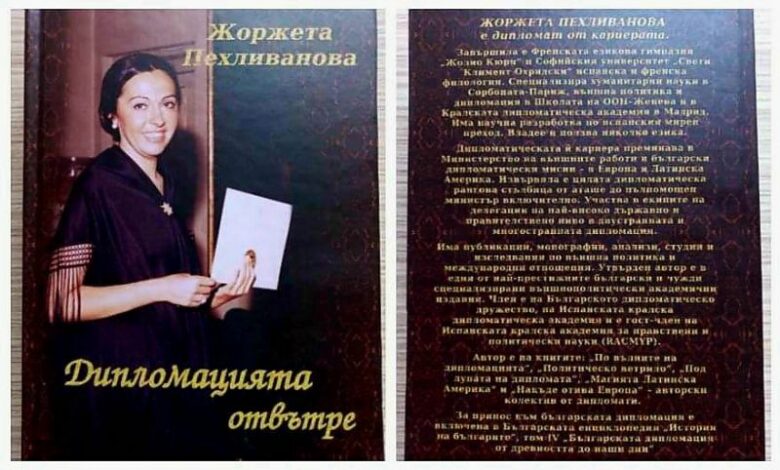 Жоржета
Пехливанова
Дипломацията
отвътре
ЖОРЖЕТА ПЕХЛИВАНОВА
е дипломат от кариерата.
Завършила е Френската езикова гимназия
„Жолио Кюри“ и Софийския университет „Свети
Климент Охридски“ испанска и френска
филология. Специализира хуманитарни науки в
Сорбоната-Париж, външна политика и
дипломация в Школата на ООН-Женева и в
Кралската дипломатическа академия в Мадрид.
Има научна разработка по испанския мирен
преход. Владее и ползва няколко езика.
Дипломатическата ѝ кариера преминава в
Министерство на външните работи и български
дипломатически мисии - в Европа и Латинска
Америка. Извървяла е цялата дипломатическа
рангова стълбица от аташе до пълномощен
министър включително. Участва в екипите на
делегации на най-високо държавно и
правителствено ниво в двустранната и
многостранната дипломация.
Има публикации, монографии, анализи, студии и
изследвания по външна политика и
международни отношения. Утвърден автор е в
едни от най-престижните български и чужди
специализирани външнополитически академични
издания. Член е на Българското дипломатическо
дружество, на Испанската кралска
дипломатическа академия и е гост-член на
Испанската кралска академия за нравствени и
политически науки (RACMYP).
Автор е на книгите: „По вълните на
дипломацията“, „Политическо ветрило“, „Под
лупата на дипломата“, „Магията Латинска
Америка“ и „Накъде отива Европа“ - авторски
колектив от дипломати.
За принос към българската дипломация е
включена в Българската енциклопедия „История
на българите“, том IV „Българската дипломация
от древността до наши дни“